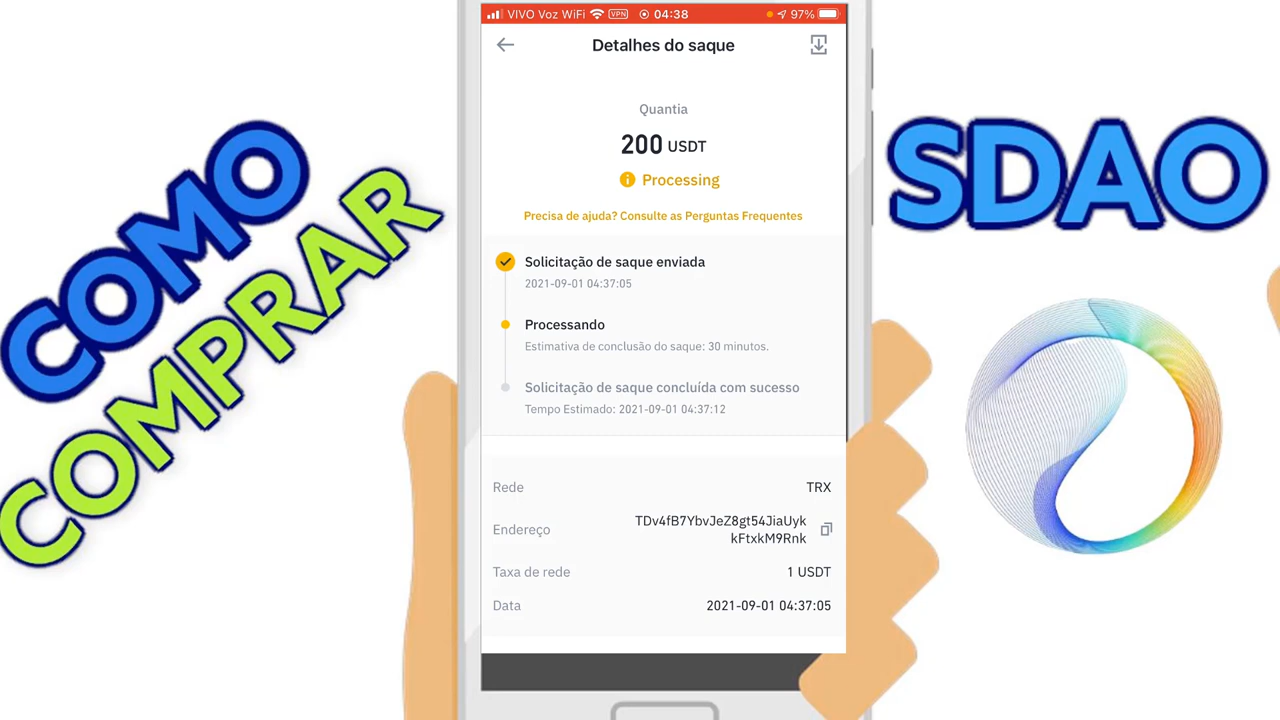 COMO
COMPRAR
VIVO Voz WiFi VPN 04:38 97%
Detalhes do saque
Quantia
200 USDT
Processing
Precisa de ajuda? Consulte as Perguntas Frequentes
Solicitação de saque enviada
2021-09-01 04:37:05
Processando
Estimativa de conclusão do saque: 30 minutos.
Solicitação de saque concluída com sucesso
Tempo Estimado: 2021-09-01 04:37:12
Rede TRX
Endereço TDv4fB7YbvJeZ8gt54JiaUyk
kFtxkM9Rnk
Taxa de rede 1 USDT
Data 2021-09-01 04:37:05
SDAO